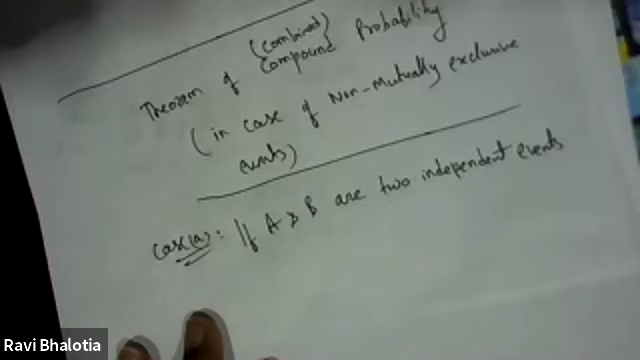 (combined)
Theorem of Compound Probability
(in case of Non-Mutually exclusive
events)
Case(a): If A & B are two independent events
Ravi Bhalotia